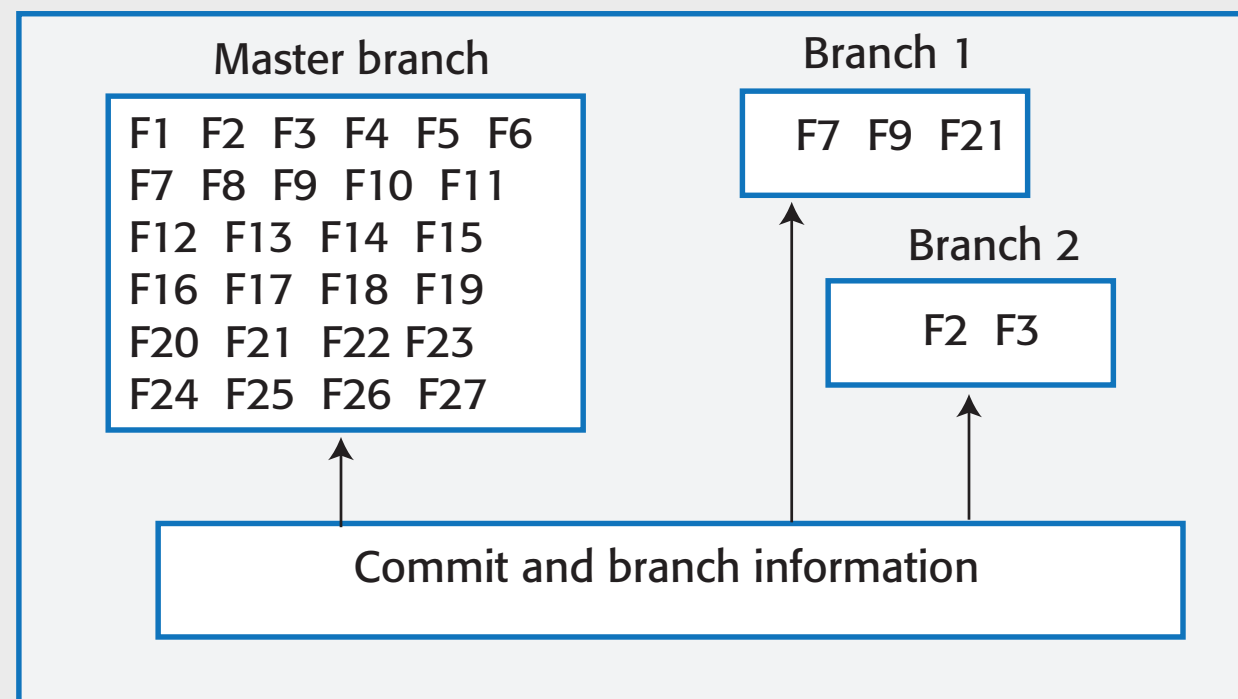 Master branch
F1 F2 F3 F4 F5 F6
F7 F8 F9 F10 F11
F12 F13 F14 F15
F16 F17 F18 F19
F20 F21 F22 F23
F24 F25 F26 F27
Branch 1
F7 F9 F21
Branch 2
F2 F3
Commit and branch information